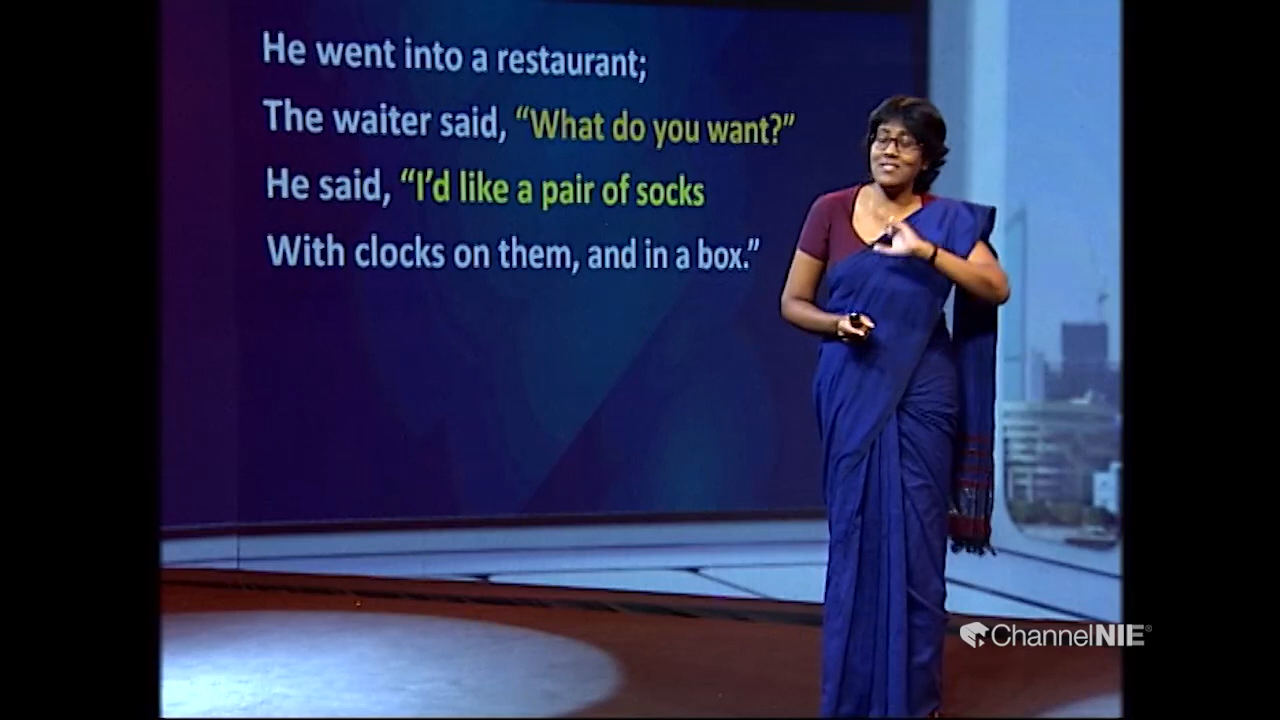 He went into a restaurant;
The waiter said, “What do you want?”
He said, “I’d like a pair of socks
With clocks on them, and in a box.”
ChannelNIE®